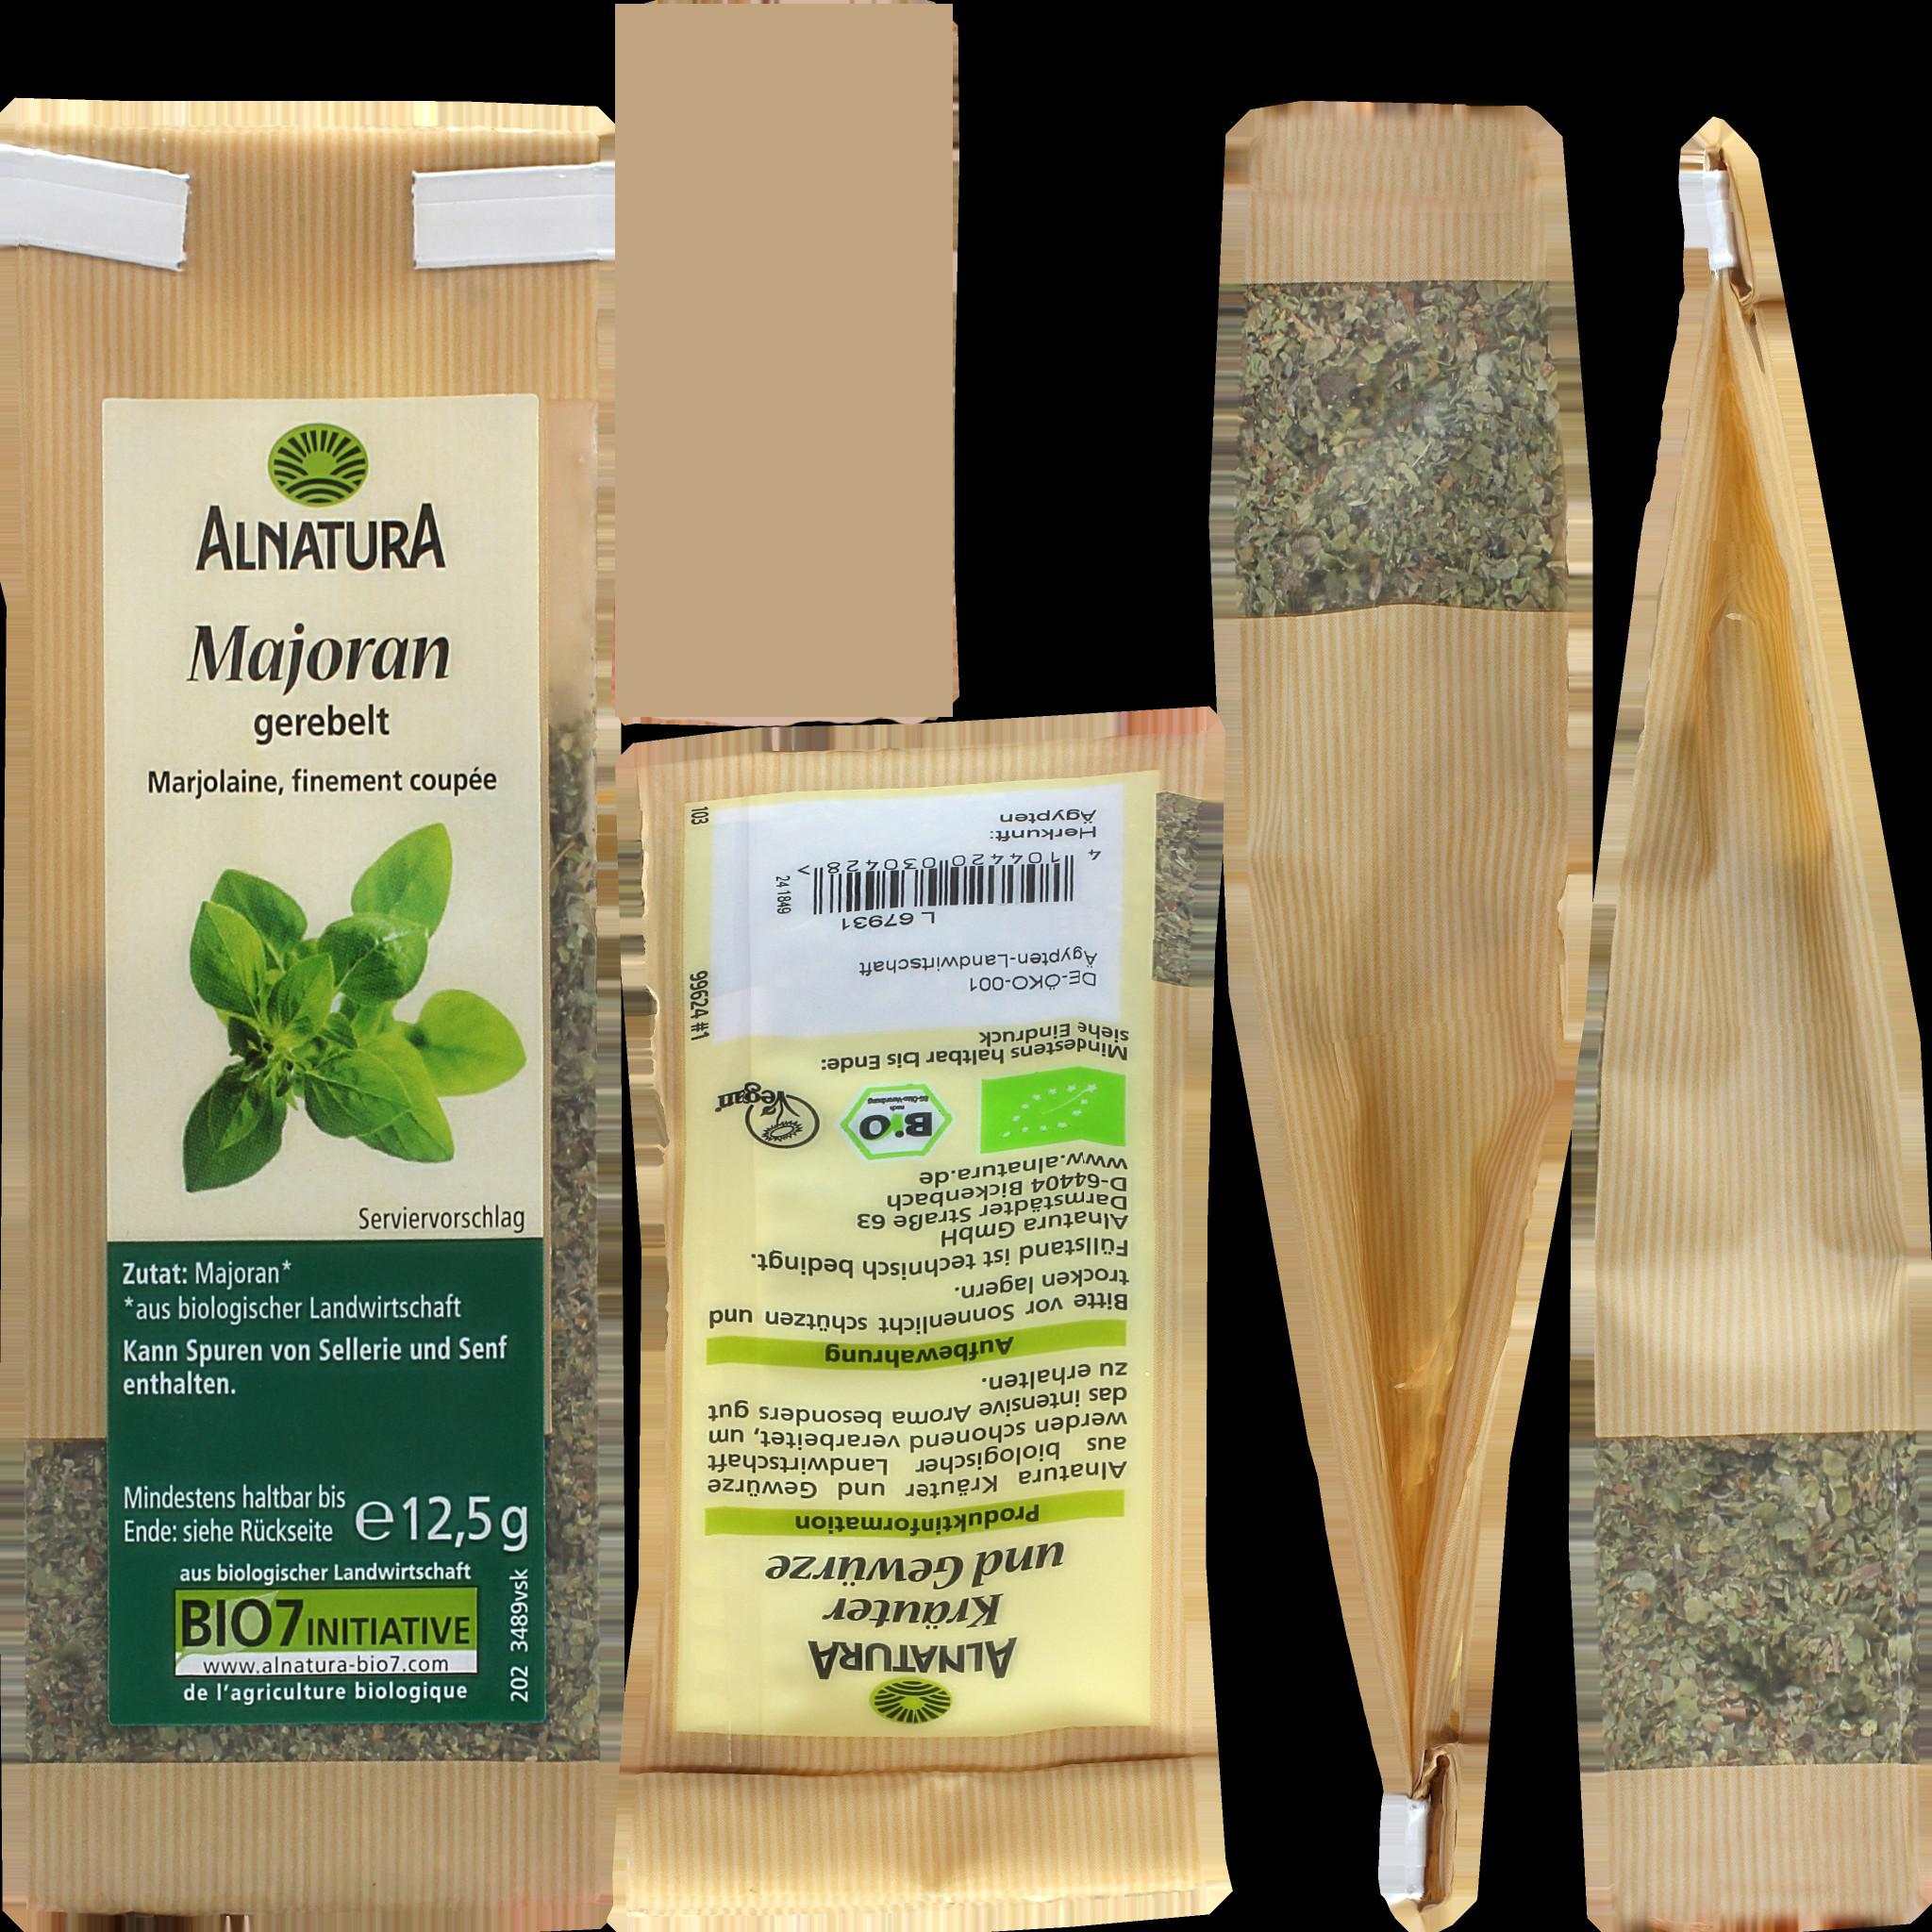 ALNATURA
Majoran
gerebelt
Marjolaine, finement coupée
Serviervorschlag
Zutat: Majoran*
*aus biologischer Landwirtschaft
Kann Spuren von Sellerie und Senf
enthalten.
Mindestens haltbar bis
Ende: siehe Rückseite
℮12,5g
aus biologischer Landwirtschaft
BIO7INITIATIVE
www.alnatura-bio7.com
de l'agriculture biologique
202 3489vsk
ALNATURA
Kräuter
und Gewürze
Produktinformation
Alnatura Kräuter und Gewürze
aus biologischer Landwirtschaft
werden schonend verarbeitet, um
das intensive Aroma besonders gut
zu erhalten.
Aufbewahrung
Bitte vor Sonnenlicht schützen und
trocken lagern.
Füllstand ist technisch bedingt.
Alnatura GmbH
Darmstädter Straße 63
D-64404 Bickenbach
www.alnatura.de
Bio
nach
EG-Öko-Verordnung
vegan
Mindestens haltbar bis Ende:
siehe Eindruck
DE-ÖKO-001
Ägypten-Landwirtschaft
L 67931
4 104420 030428 >
241849
Herkunft:
Ägypten
99624 #1
103